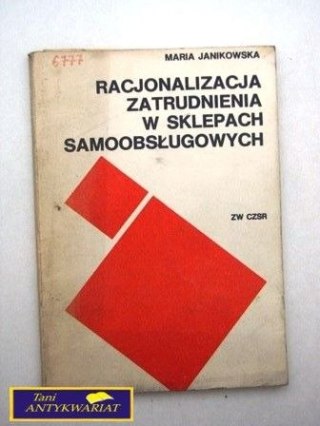 6777
MARIA JANIKOWSKA
RACJONALIZACJA
ZATRUDNIENIA
W SKLEPACH
SAMOOBSŁUGOWYCH
ZW CZSR
Tani
ANTYKWARIAT